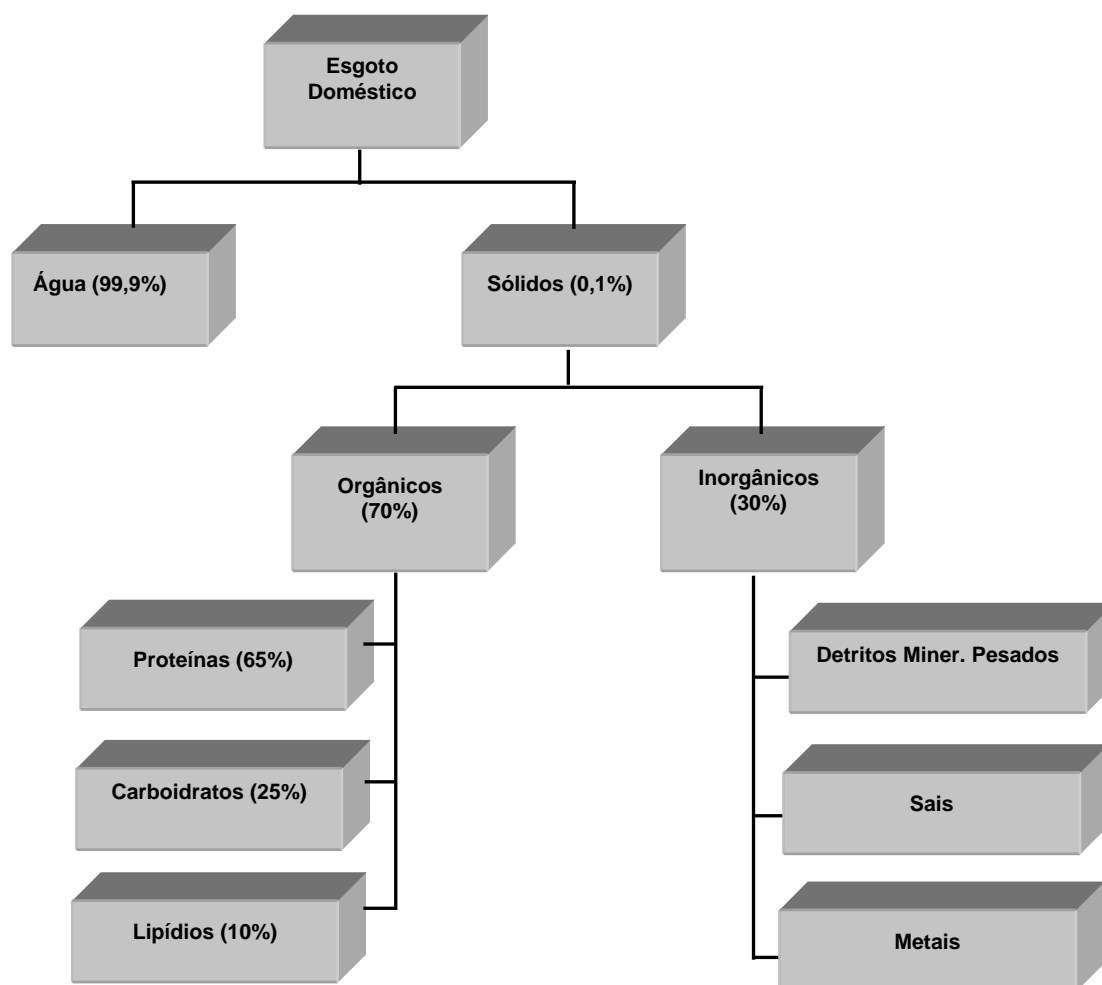 Esgoto
Doméstico
Água (99,9%)
Sólidos (0,1%)
Orgânicos
(70%)
Inorgânicos
(30%)
Proteínas (65%)
Carboidratos (25%)
Lipídios (10%)
Detritos Miner. Pesados
Sais
Metais